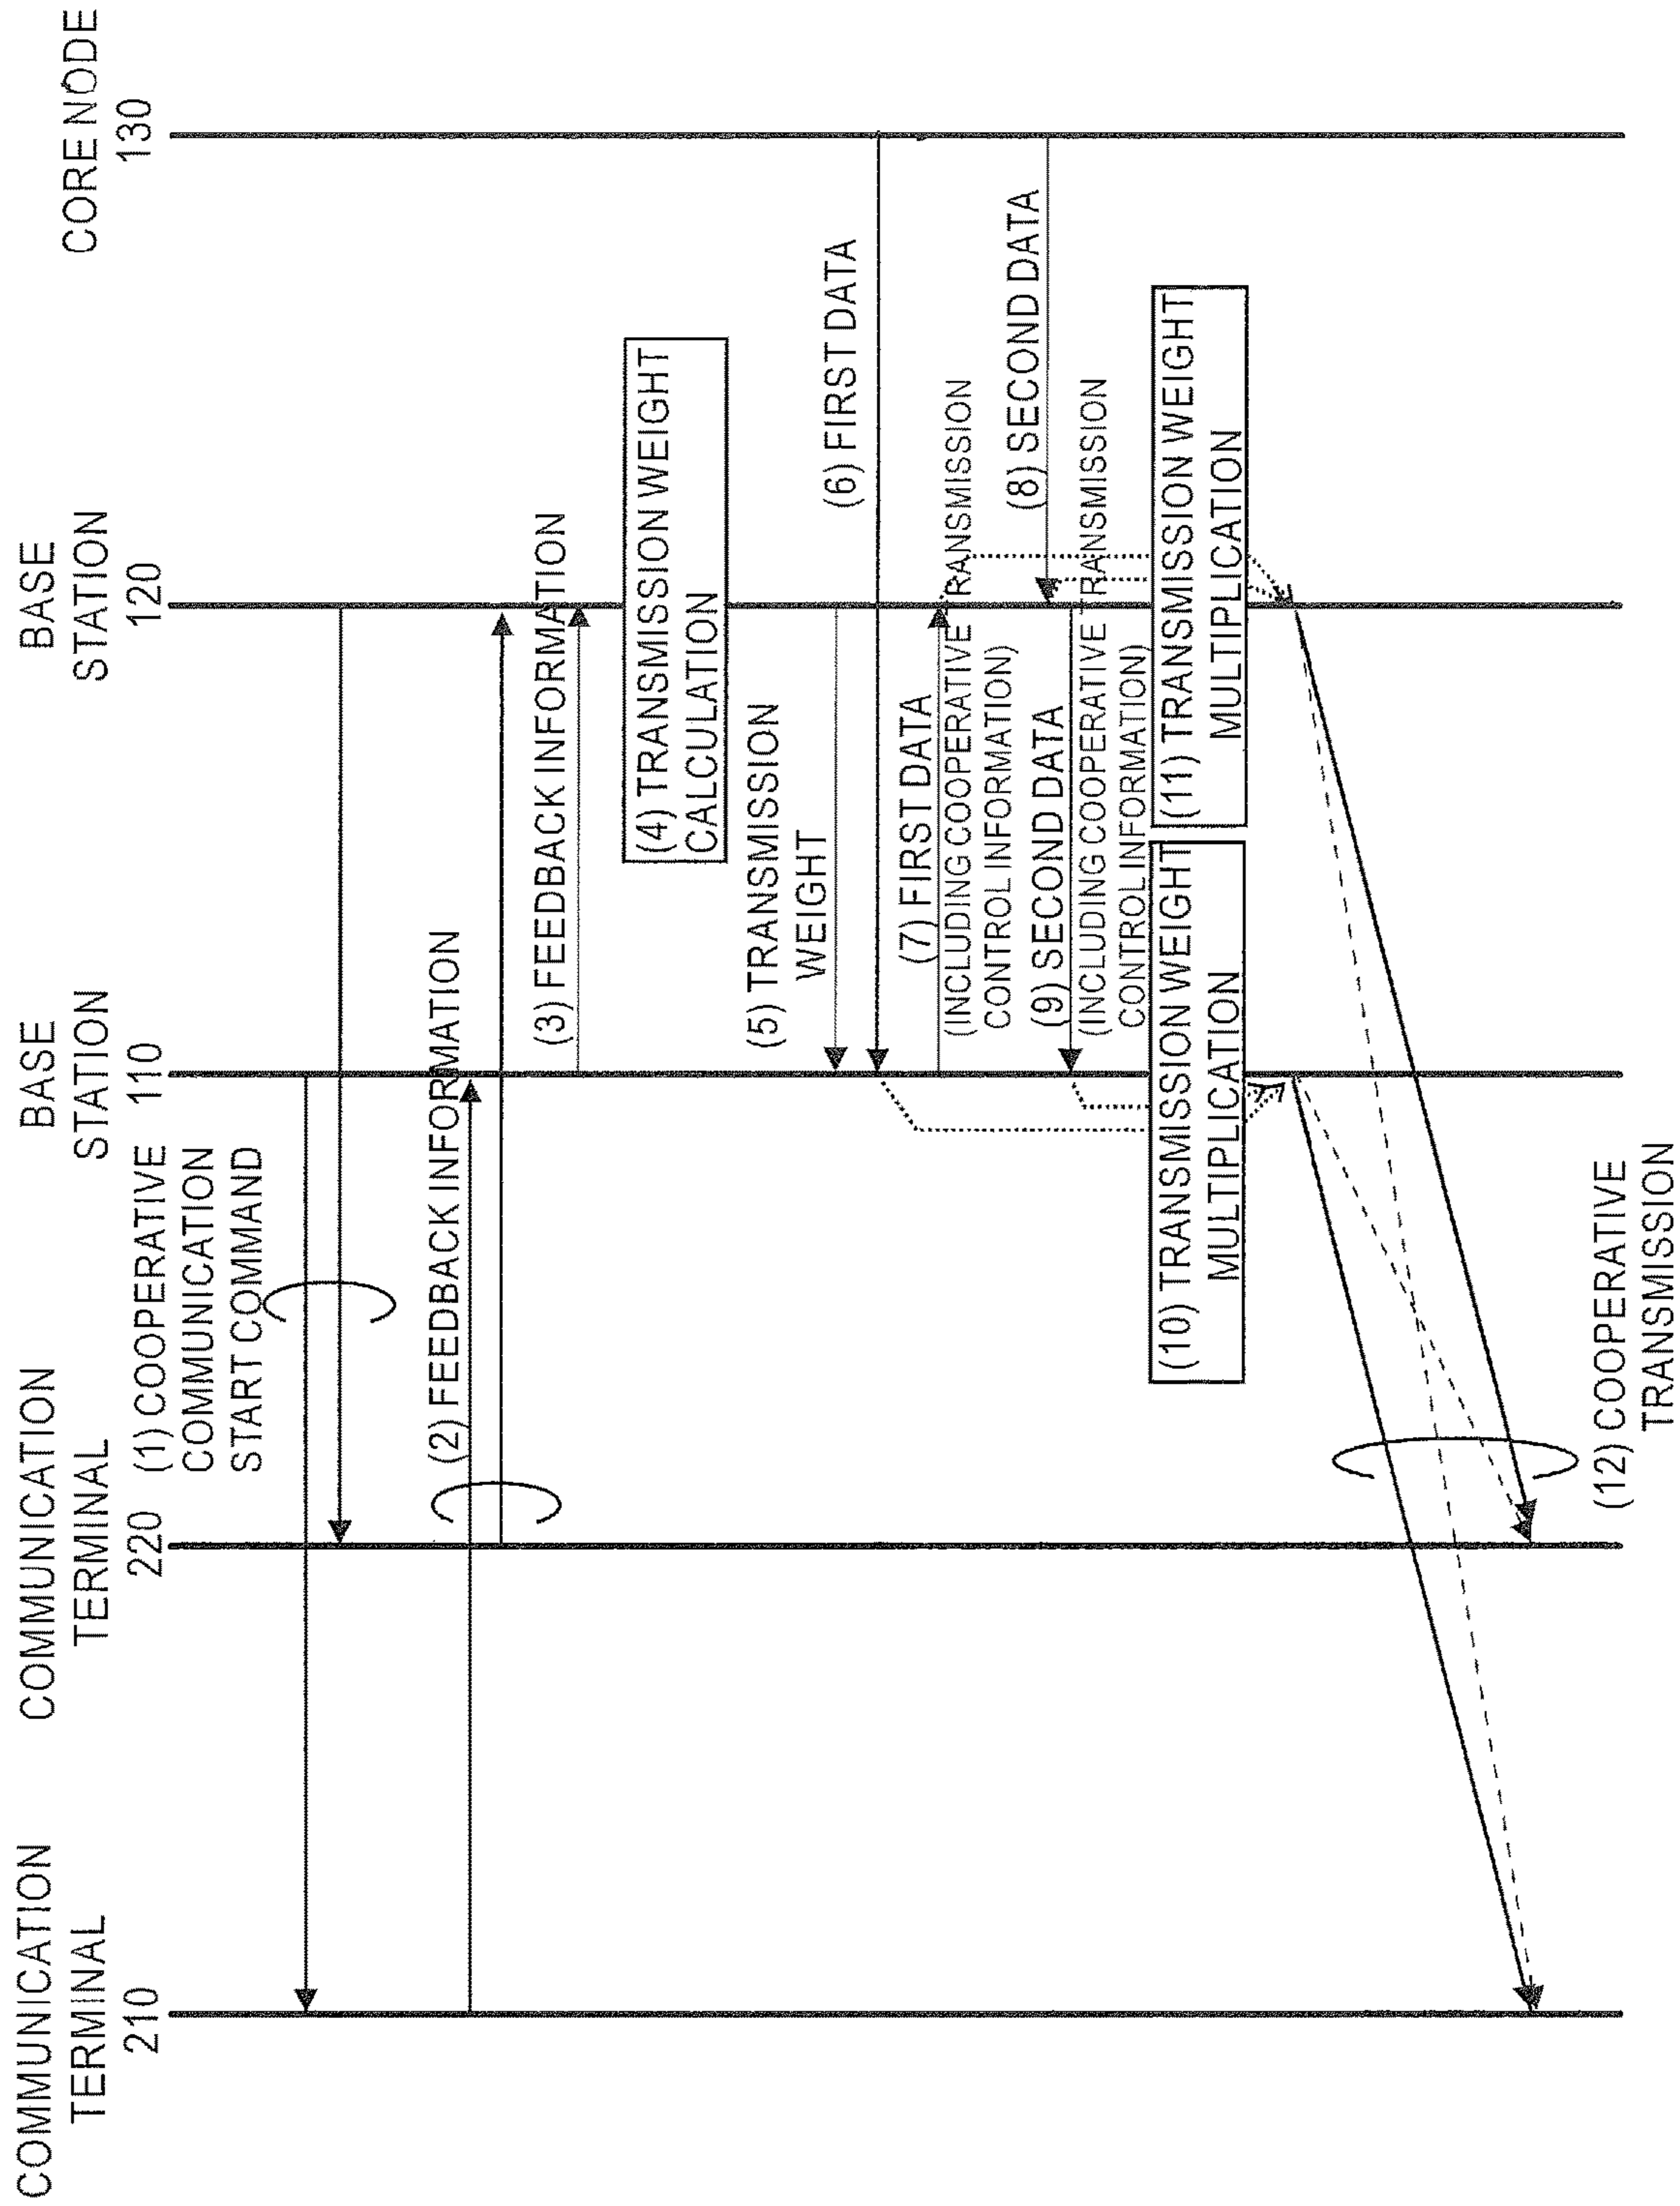 COMMUNICATION
TERMINAL
210
COMMUNICATION
TERMINAL
220
BASE
STATION
110
BASE
STATION
120
CORE NODE
130
(1) COOPERATIVE
COMMUNICATION
START COMMAND
(2) FEEDBACK INFORMATION
(3) FEEDBACK INFORMATION
(4) TRANSMISSION WEIGHT
CALCULATION
(5) TRANSMISSION
WEIGHT
(6) FIRST DATA
(7) FIRST DATA
(INCLUDING COOPERATIVE TRANSMISSION
CONTROL INFORMATION)
(8) SECOND DATA
(9) SECOND DATA
(INCLUDING COOPERATIVE TRANSMISSION
CONTROL INFORMATION)
(10) TRANSMISSION WEIGHT
MULTIPLICATION
(11) TRANSMISSION WEIGHT
MULTIPLICATION
(12) COOPERATIVE
TRANSMISSION